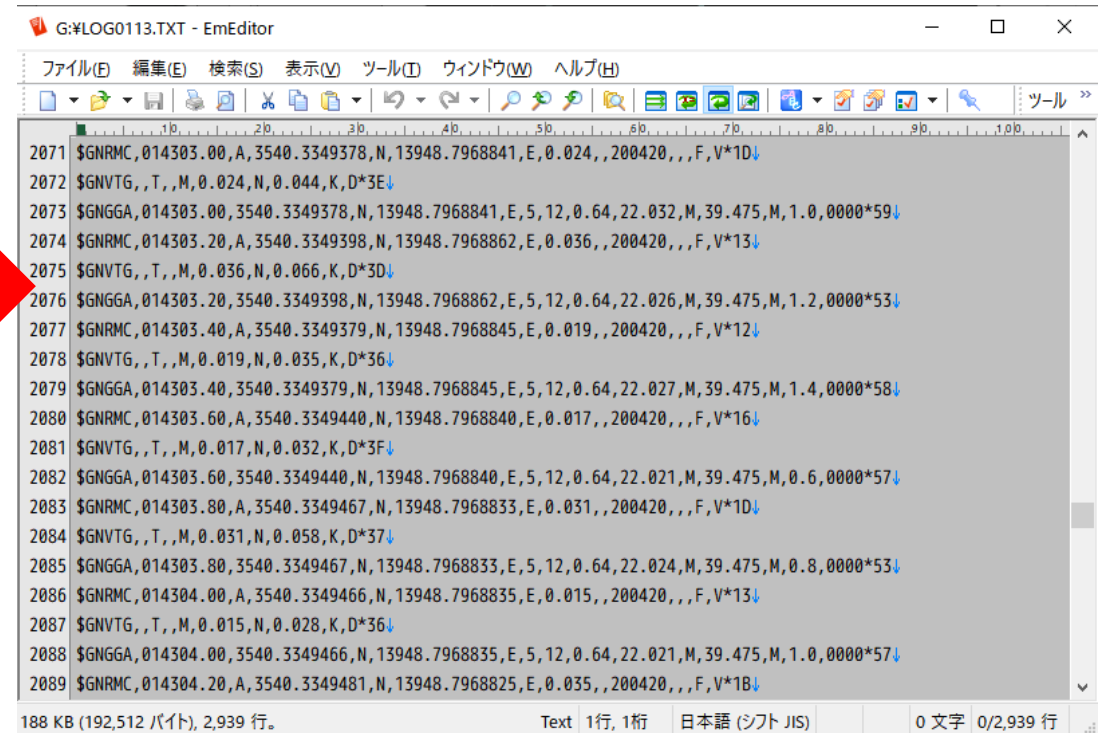 G:¥LOG0113.TXT - EmEditor
ファイル(F) 編集(E) 検索(S) 表示(V) ツール(T) ウィンドウ(W) ヘルプ(H)
ツール »
10 20 30 40 50 60 70 80 90 100
2071 $GNRMC,014303.00,A,3540.3349378,N,13948.7968841,E,0.024,,200420,,,F,V*1D↓
2072 $GNVTG,,T,,M,0.024,N,0.044,K,D*3E↓
2073 $GNGGA,014303.00,3540.3349378,N,13948.7968841,E,5,12,0.64,22.032,M,39.475,M,1.0,0000*59↓
2074 $GNRMC,014303.20,A,3540.3349398,N,13948.7968862,E,0.036,,200420,,,F,V*13↓
2075 $GNVTG,,T,,M,0.036,N,0.066,K,D*3D↓
2076 $GNGGA,014303.20,3540.3349398,N,13948.7968862,E,5,12,0.64,22.026,M,39.475,M,1.2,0000*53↓
2077 $GNRMC,014303.40,A,3540.3349379,N,13948.7968845,E,0.019,,200420,,,F,V*12↓
2078 $GNVTG,,T,,M,0.019,N,0.035,K,D*36↓
2079 $GNGGA,014303.40,3540.3349379,N,13948.7968845,E,5,12,0.64,22.027,M,39.475,M,1.4,0000*58↓
2080 $GNRMC,014303.60,A,3540.3349440,N,13948.7968840,E,0.017,,200420,,,F,V*16↓
2081 $GNVTG,,T,,M,0.017,N,0.032,K,D*3F↓
2082 $GNGGA,014303.60,3540.3349440,N,13948.7968840,E,5,12,0.64,22.021,M,39.475,M,0.6,0000*57↓
2083 $GNRMC,014303.80,A,3540.3349467,N,13948.7968833,E,0.031,,200420,,,F,V*1D↓
2084 $GNVTG,,T,,M,0.031,N,0.058,K,D*37↓
2085 $GNGGA,014303.80,3540.3349467,N,13948.7968833,E,5,12,0.64,22.024,M,39.475,M,0.8,0000*53↓
2086 $GNRMC,014304.00,A,3540.3349466,N,13948.7968835,E,0.015,,200420,,,F,V*13↓
2087 $GNVTG,,T,,M,0.015,N,0.028,K,D*36↓
2088 $GNGGA,014304.00,3540.3349466,N,13948.7968835,E,5,12,0.64,22.021,M,39.475,M,1.0,0000*57↓
2089 $GNRMC,014304.20,A,3540.3349481,N,13948.7968825,E,0.035,,200420,,,F,V*1B↓
188 KB (192,512 バイト), 2,939 行。 Text 1行, 1桁 日本語 (シフト JIS) 0 文字 0/2,939 行